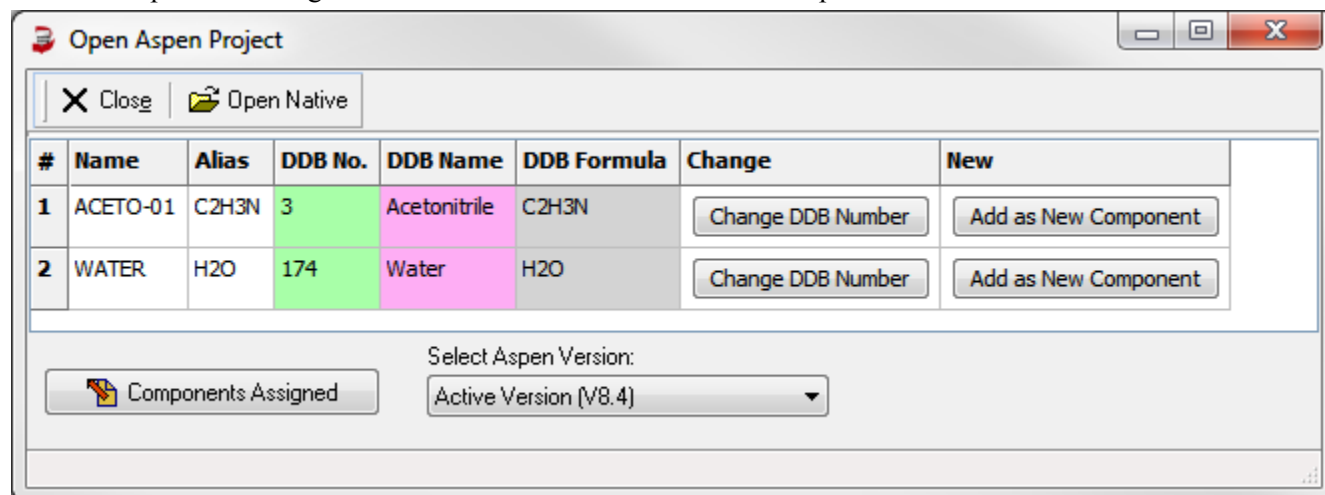 Open Aspen Project
Close Open Native
# Name Alias DDB No. DDB Name DDB Formula Change New
1 ACETO-01 C2H3N 3 Acetonitrile C2H3N Change DDB Number Add as New Component
2 WATER H2O 174 Water H2O Change DDB Number Add as New Component
Select Aspen Version:
Components Assigned Active Version (V8.4)